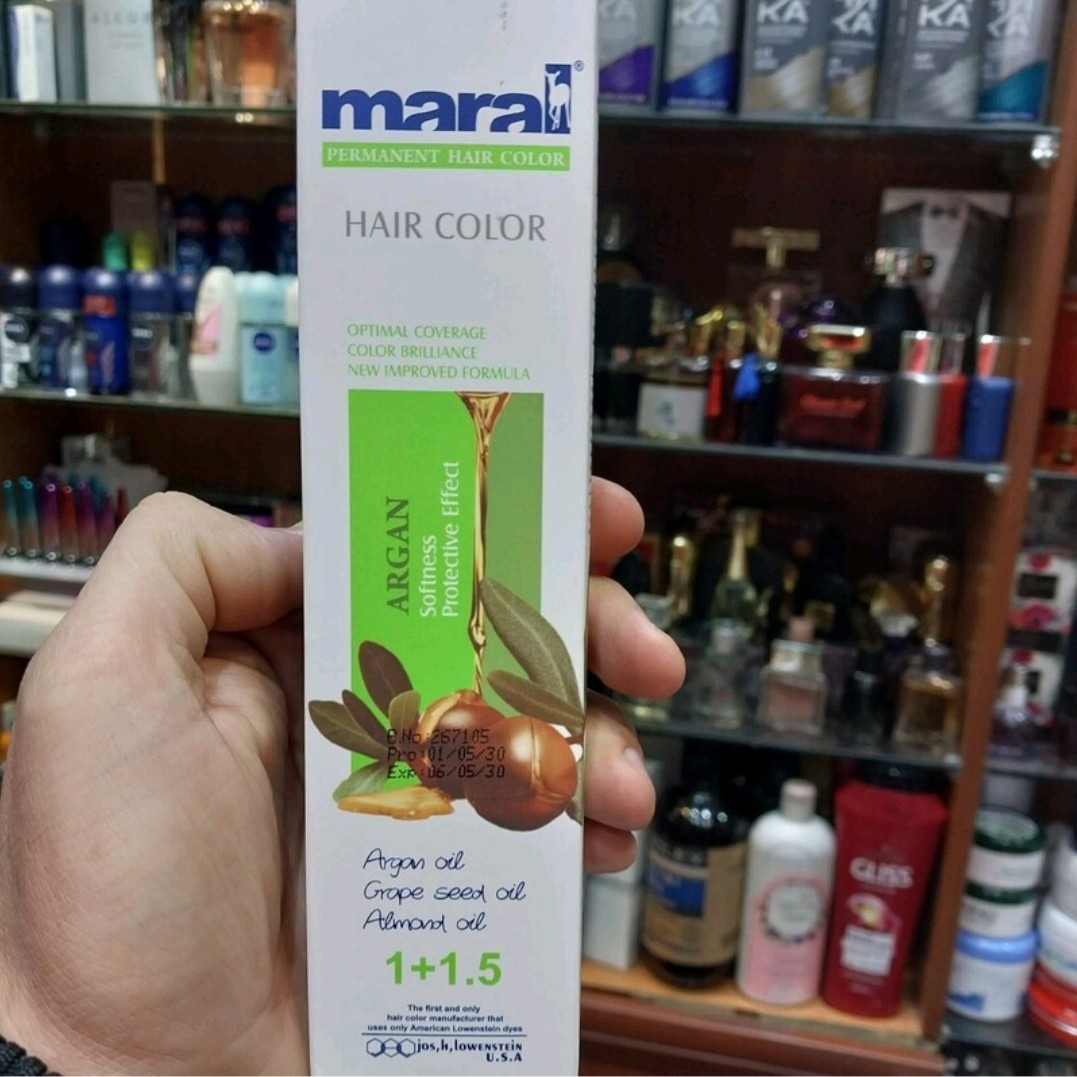 maral®
PERMANENT HAIR COLOR
HAIR COLOR
OPTIMAL COVERAGE
COLOR BRILLIANCE
NEW IMPROVED FORMULA
ARGAN
Softness
Protective Effect
B.No:267105
Pro:01/05/30
Exp:06/05/30
Argan oil
Grape seed oil
Almond oil
1+1.5
The first and only
hair color manufacturer that
uses only American Lowenstein dyes
jos,h,lowenstein
U.S.A
KA
KA
KA
GLISS